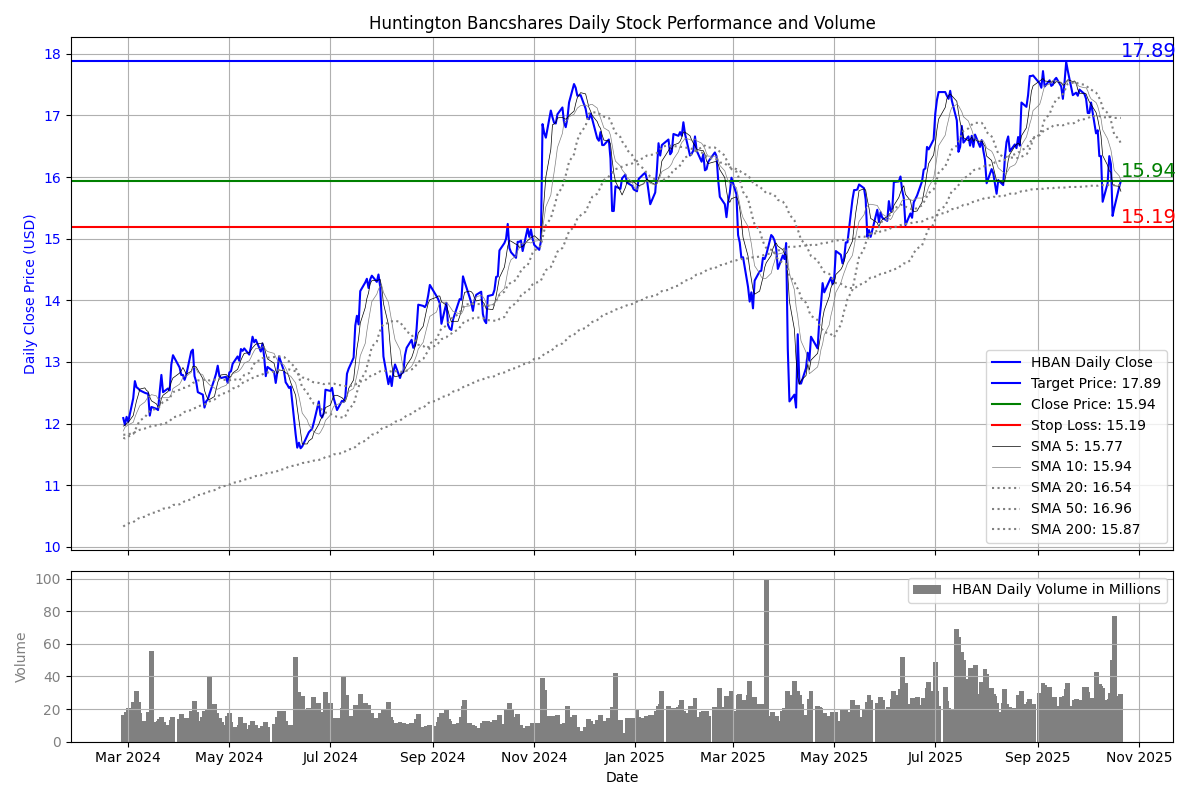 Huntington Bancshares Daily Stock Performance and Volume
Daily Close Price (USD)
18
17
16
15
14
13
12
11
10
17.89
15.94
15.19
HBAN Daily Close
Target Price: 17.89
Close Price: 15.94
Stop Loss: 15.19
SMA 5: 15.77
SMA 10: 15.94
SMA 20: 16.54
SMA 50: 16.96
SMA 200: 15.87
Volume
100
80
60
40
20
0
HBAN Daily Volume in Millions
Mar 2024 May 2024 Jul 2024 Sep 2024 Nov 2024 Jan 2025 Mar 2025 May 2025 Jul 2025 Sep 2025 Nov 2025
Date